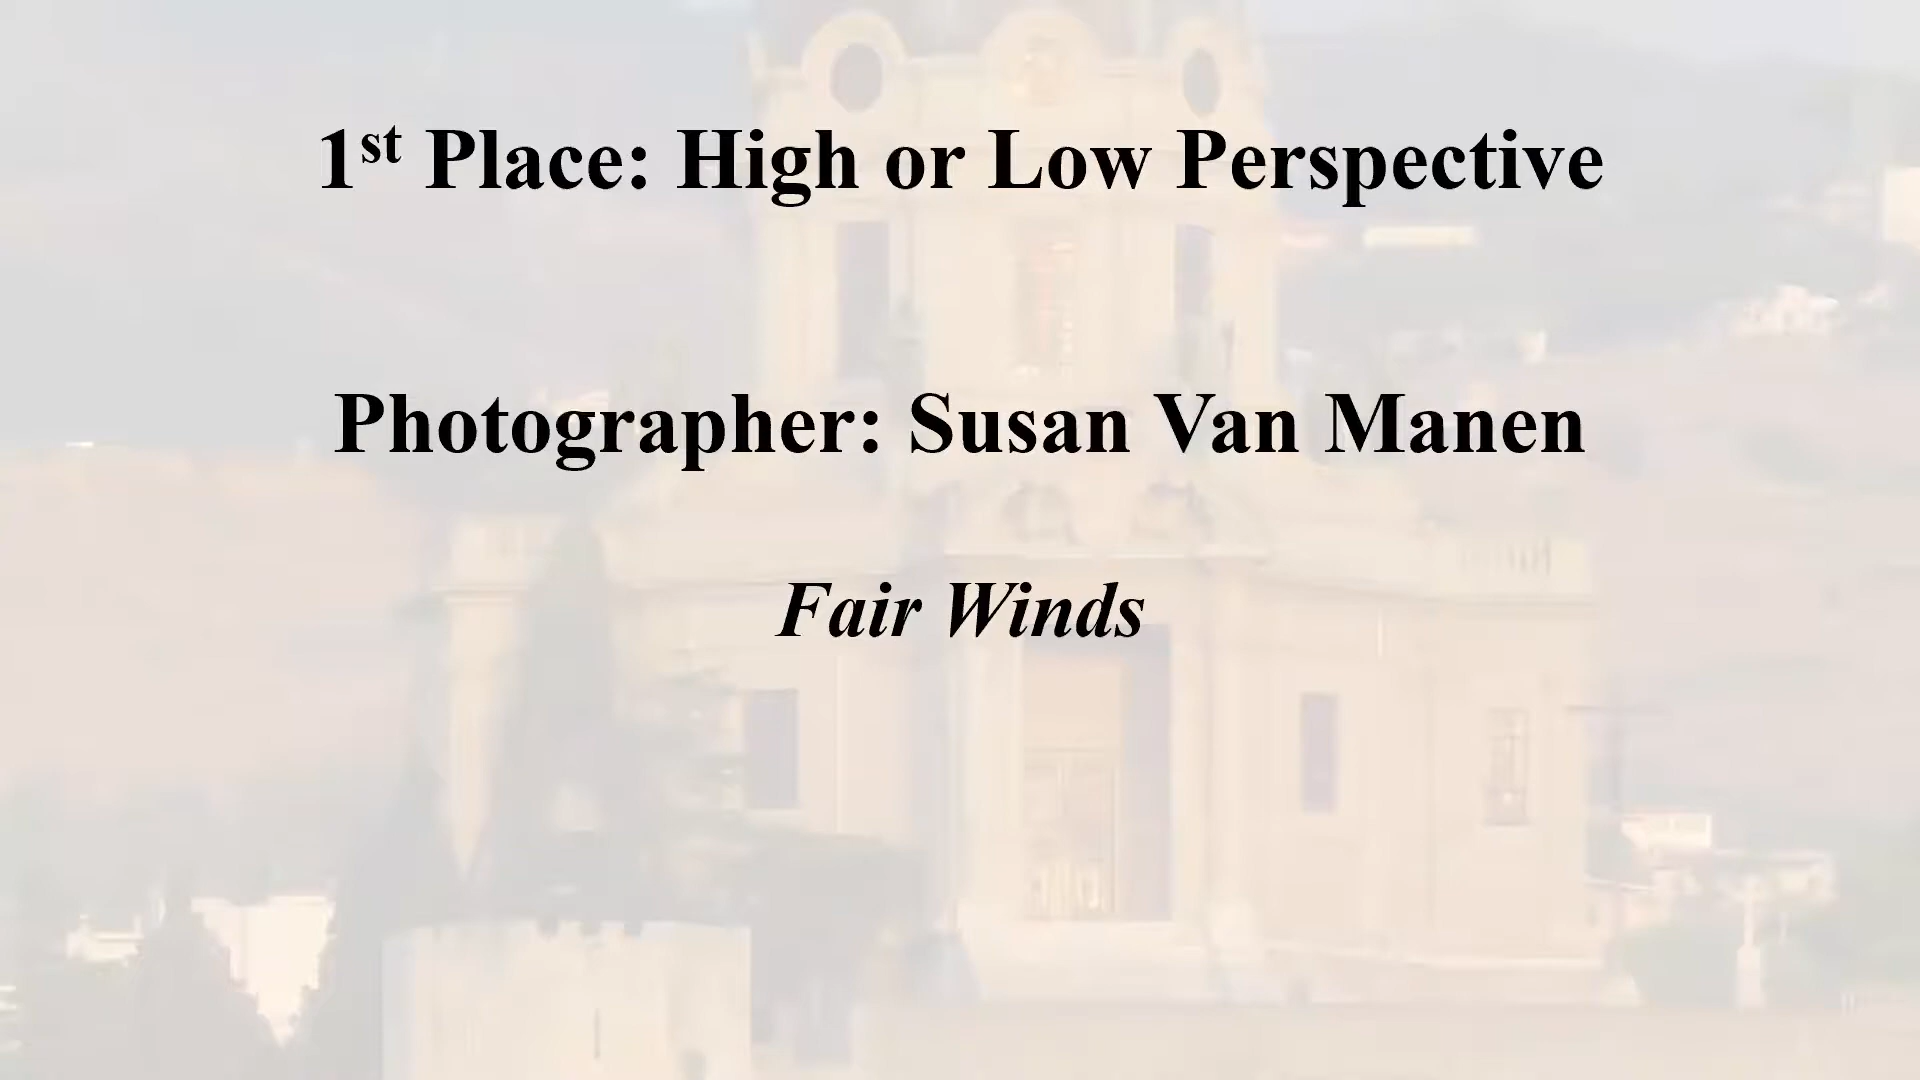 1st Place: High or Low Perspective
Photographer: Susan Van Manen
Fair Winds